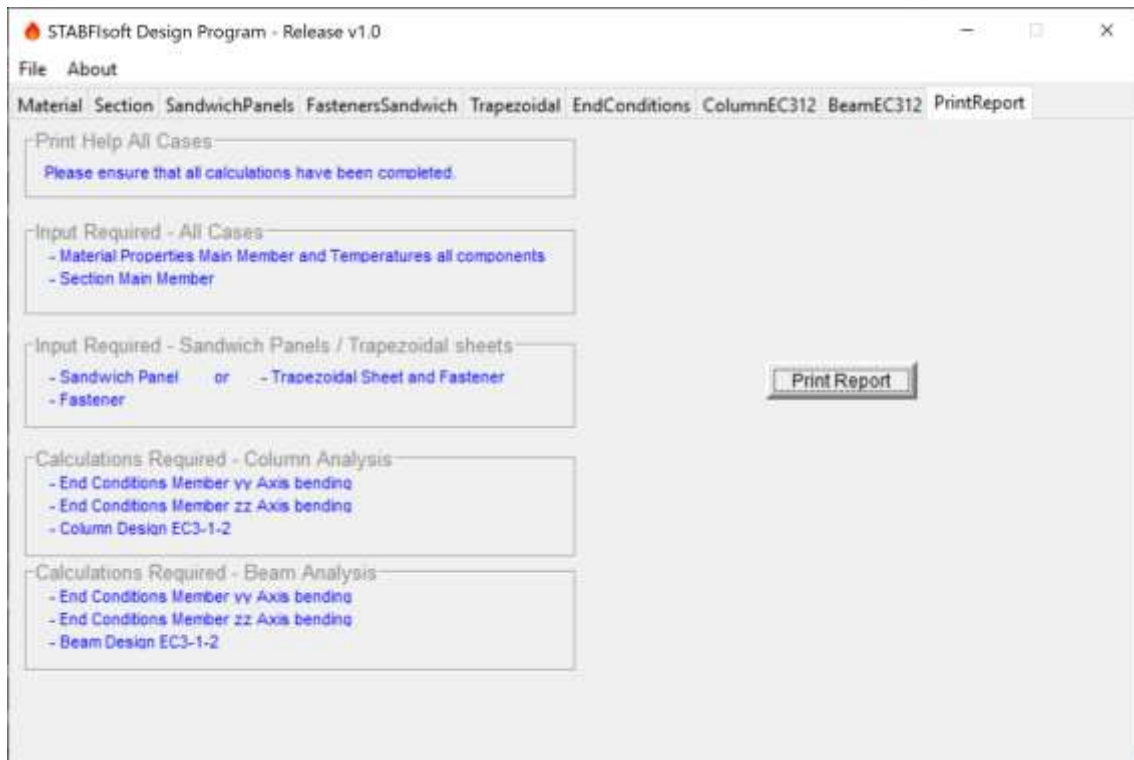 STABFIsoft Design Program - Release v1.0
File About
Material SandwichPanels FastenersSandwich Trapezoidal EndConditions ColumnEC312 BeamEC312 PrintReport
Print Help All Cases
Please ensure that all calculations have been completed.
Input Required - All Cases
- Material Properties Main Member and Temperatures all components
- Section Main Member
Input Required - Sandwich Panels / Trapezoidal sheets
- Sandwich Panel or - Trapezoidal Sheet and Fastener
- Fastener
Print Report
Calculations Required - Column Analysis
- End Conditions Member yy Axis bending
- End Conditions Member zz Axis bending
- Column Design EC3-1-2
Calculations Required - Beam Analysis
- End Conditions Member yy Axis bending
- End Conditions Member zz Axis bending
- Beam Design EC3-1-2